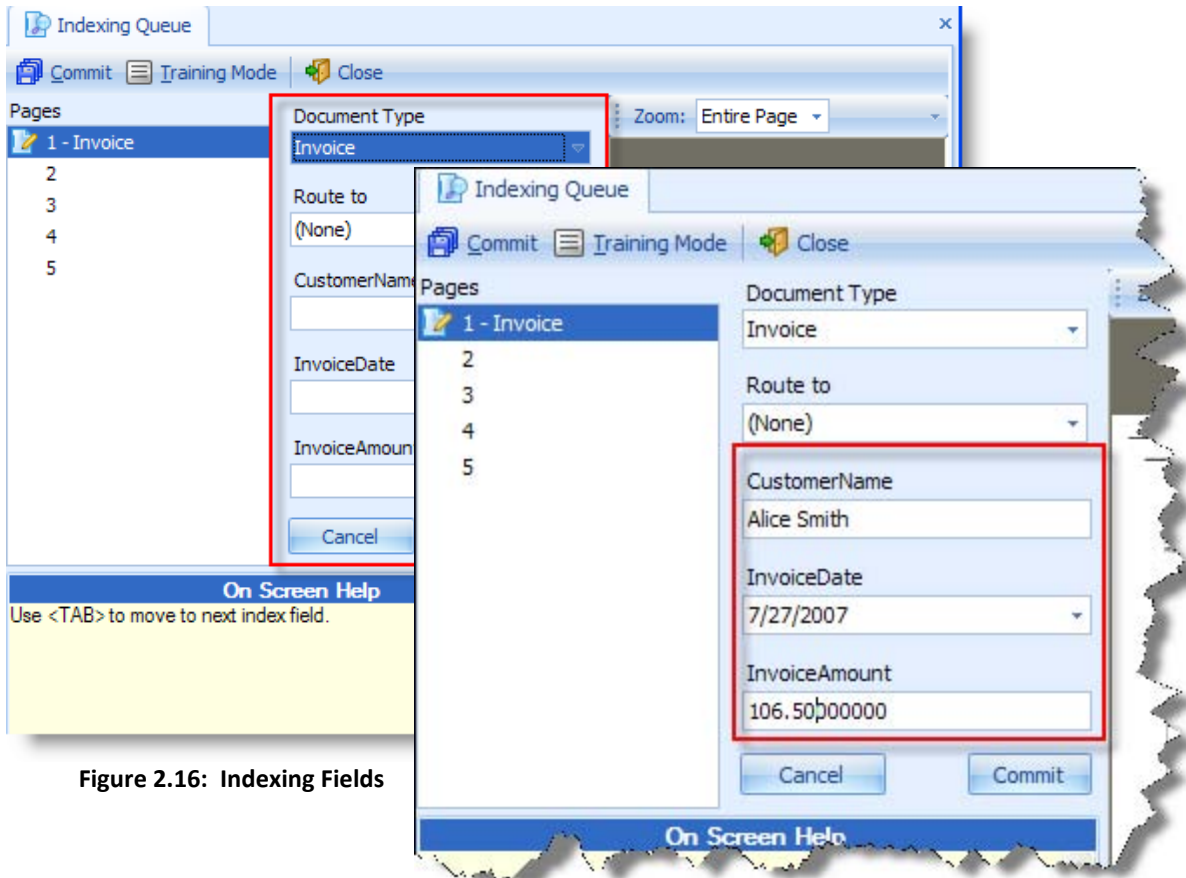 Indexing Queue
Commit Training Mode Close
Pages
1 - Invoice
2
3
4
5
Document Type
Invoice
Route to
(None)
CustomerName
InvoiceDate
InvoiceAmoun
Cancel
Zoom: Entire Page
On Screen Help
Use <TAB> to move to next index field.
Figure 2.16: Indexing Fields
Indexing Queue
Commit Training Mode Close
Pages
1 - Invoice
2
3
4
5
Document Type
Invoice
Route to
(None)
CustomerName
Alice Smith
InvoiceDate
7/27/2007
InvoiceAmount
106.50000000
Cancel Commit
On Screen Help